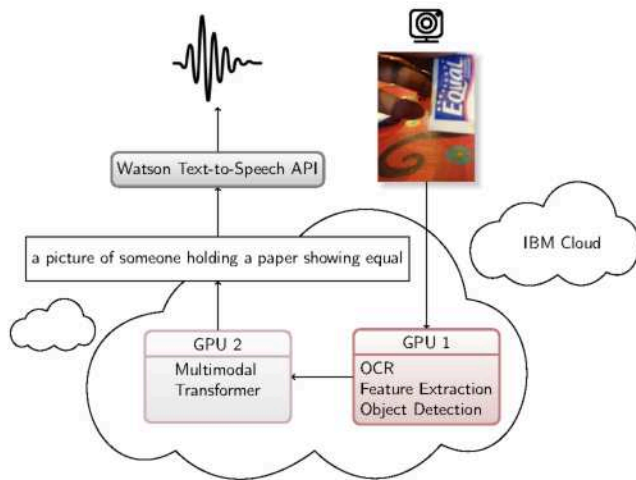 EQUAL
Watson Text-to-Speech API
a picture of someone holding a paper showing equal
IBM Cloud
GPU 2
Multimodal
Transformer
GPU 1
OCR
Feature Extraction
Object Detection